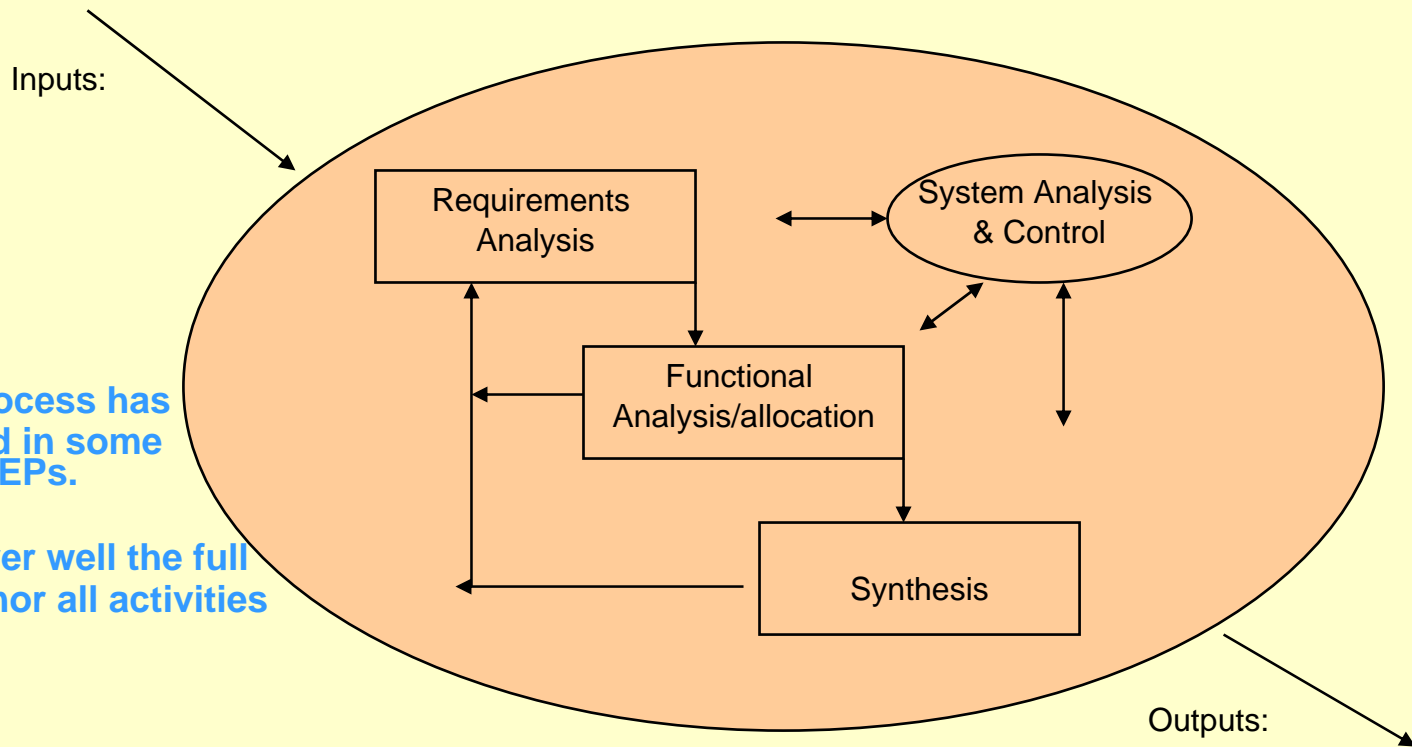 Inputs:
Requirements
Analysis
System Analysis
& Control
Functional
Analysis/allocation
ocess has
d in some
EPs.
er well the full
nor all activities
Synthesis
Outputs: